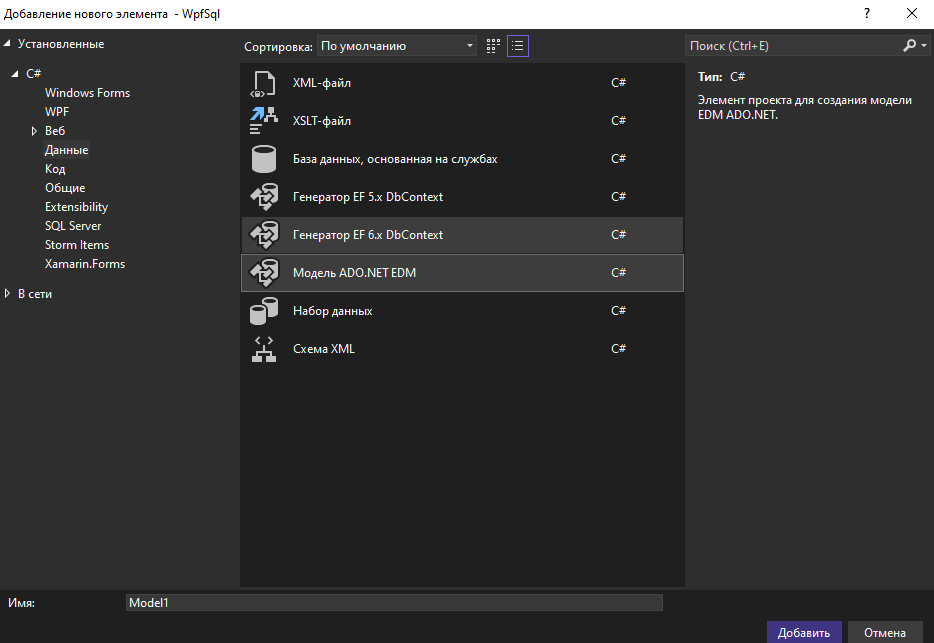 Добавление нового элемента - WpfSql
?
Установленные
C#
Windows Forms
WPF
Веб
Данные
Код
Общие
Extensibility
SQL Server
Storm Items
Xamarin.Forms
В сети
Сортировка: По умолчанию
XML-файл C#
XSLT-файл C#
База данных, основанная на службах C#
Генератор EF 5.x DbContext C#
Генератор EF 6.x DbContext C#
Модель ADO.NET EDM C#
Набор данных C#
Схема XML C#
Поиск (Ctrl+E)
Тип: C#
Элемент проекта для создания модели
EDM ADO.NET.
Имя: Model1
Добавить Отмена